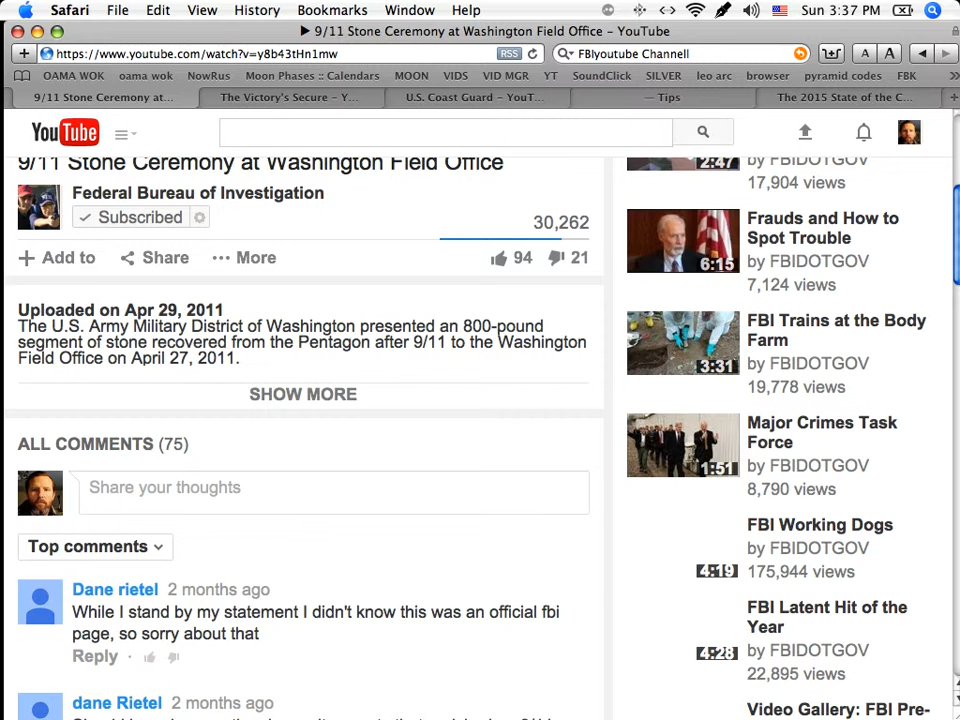 Safari File Edit View History Bookmarks Window Help Sun 3:37 PM
9/11 Stone Ceremony at Washington Field Office - YouTube
https://www.youtube.com/watch?v=y8b43tHn1mw RSS FBIyoutube Channell A A
OAMA WOK oama wok NowRus Moon Phases :: Calendars MOON VIDS VID MGR YT SoundClick SILVER leo arc browser pyramid codes FBK
9/11 Stone Ceremony at... The Victory's Secure - Y... U.S. Coast Guard - YouT... — Tips The 2015 State of the C...
YouTube
9/11 Stone Ceremony at Washington Field Office
Federal Bureau of Investigation
Subscribed
30,262
Add to Share More 94 21
Uploaded on Apr 29, 2011
The U.S. Army Military District of Washington presented an 800-pound
segment of stone recovered from the Pentagon after 9/11 to the Washington
Field Office on April 27, 2011.
SHOW MORE
ALL COMMENTS (75)
Share your thoughts
Top comments
Dane rietel 2 months ago
While I stand by my statement I didn't know this was an official fbi
page, so sorry about that
Reply
dane Rietel 2 months ago
2:47
by FBIDOTGOV
17,904 views
Frauds and How to
Spot Trouble
6:15
by FBIDOTGOV
7,124 views
FBI Trains at the Body
Farm
3:31
by FBIDOTGOV
19,778 views
Major Crimes Task
Force
1:51
by FBIDOTGOV
8,790 views
FBI Working Dogs
by FBIDOTGOV
4:19
175,944 views
FBI Latent Hit of the
Year
4:28
by FBIDOTGOV
22,895 views
Video Gallery: FBI Pre-